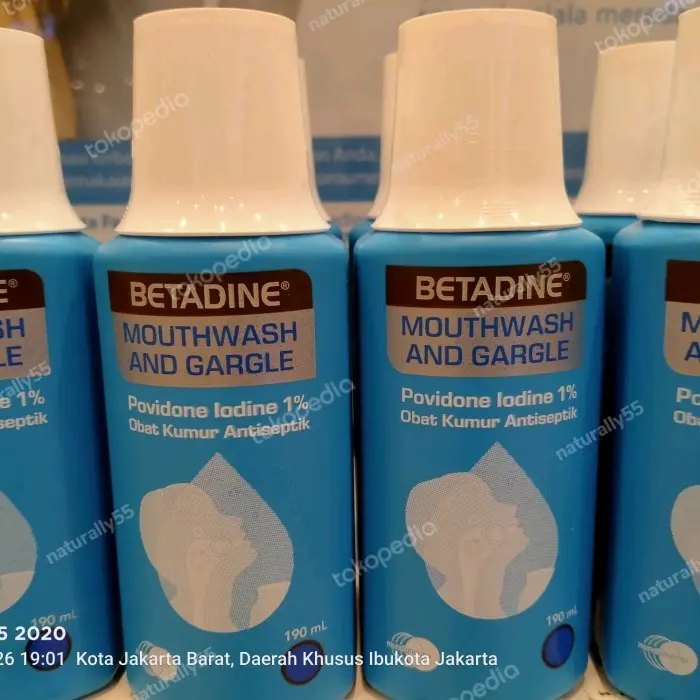 BETADINE®
MOUTHWASH
AND GARGLE
Povidone Iodine 1%
Obat Kumur Antiseptik
190 mL
BETADINE®
MOUTHWASH
AND GARGLE
Povidone Iodine 1%
Obat Kumur Antiseptik
190 mL
190 mL
5 2020
26 19:01 Kota Jakarta Barat, Daerah Khusus Ibukota Jakarta
tokopedia
naturally55